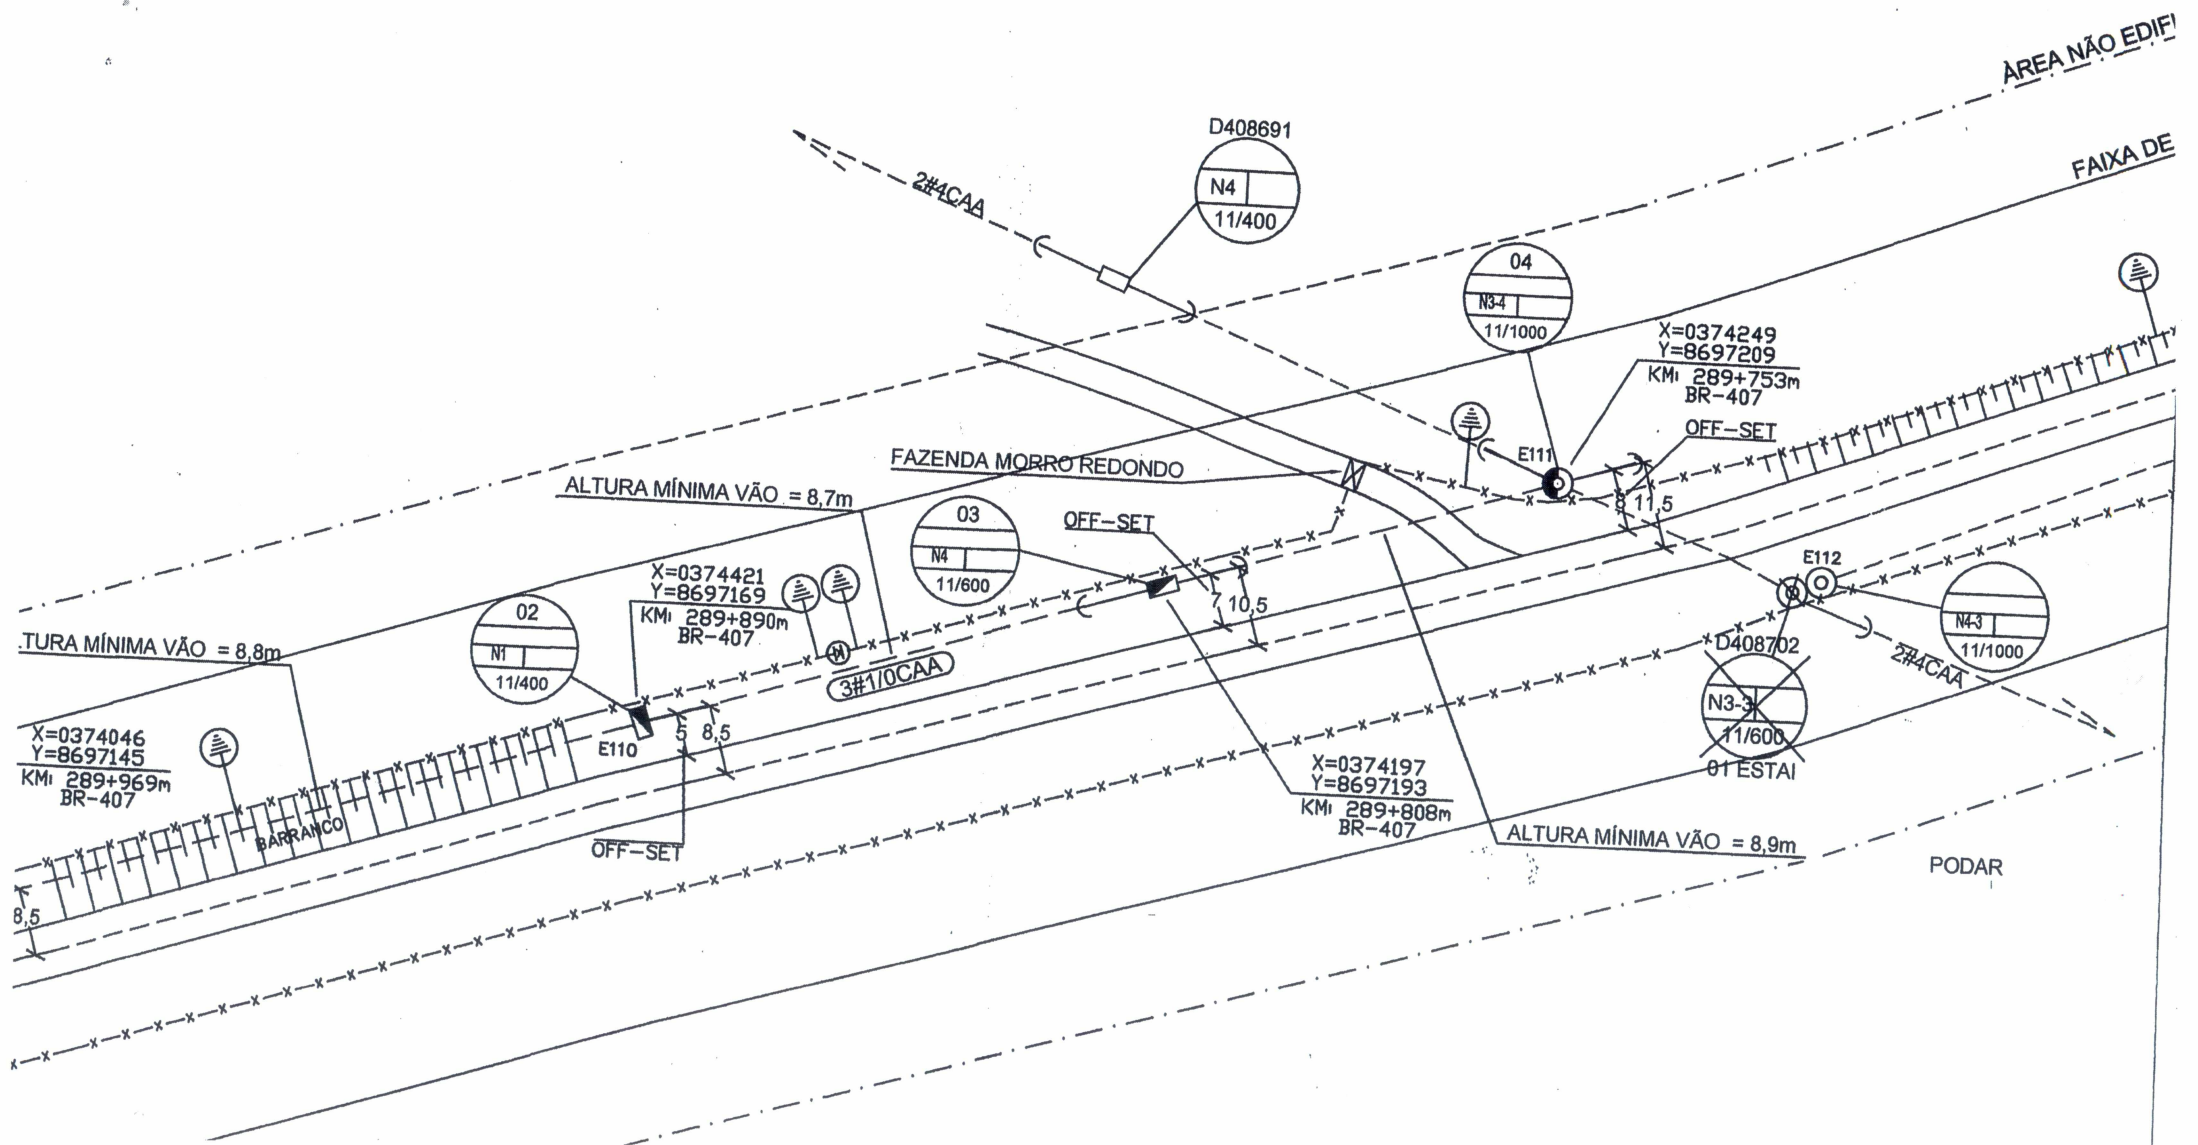 ÀREA NÃO EDIFI
FAIXA DE
D408691
N4
11/400
2#4CAA
04
N3-4
11/1000
X=0374249
Y=8697209
KM: 289+753m
BR-407
OFF-SET
E111
8
11,5
FAZENDA MORRO REDONDO
ALTURA MÍNIMA VÃO = 8,7m
03
N4
11/600
OFF-SET
7
10,5
X=0374421
Y=8697169
KM: 289+890m
BR-407
02
N1
11/400
3#1/0CAA
E110
5
8,5
.TURA MÍNIMA VÃO = 8,8m
X=0374046
Y=8697145
KM: 289+969m
BR-407
BARRANCO
8,5
OFF-SET
E112
N4-3
11/1000
2#4CAA
D408702
N3-3
11/600
01 ESTAI
X=0374197
Y=8697193
KM: 289+808m
BR-407
ALTURA MÍNIMA VÃO = 8,9m
PODAR